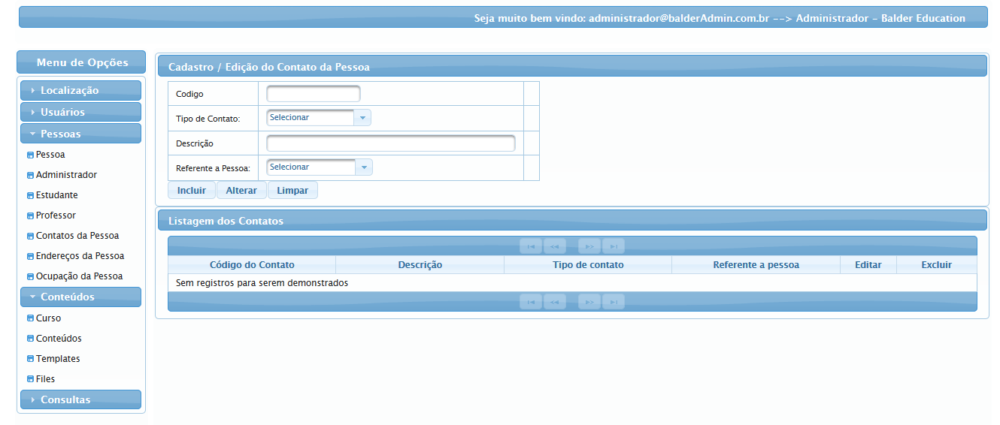 Seja muito bem vindo: administrador@balderAdmin.com.br --> Administrador - Balder Education
Menu de Opções
Localização
Usuários
Pessoas
Pessoa
Administrador
Estudante
Professor
Contatos da Pessoa
Endereços da Pessoa
Ocupação da Pessoa
Conteúdos
Curso
Conteúdos
Templates
Files
Consultas
Cadastro / Edição do Contato da Pessoa
Codigo
Tipo de Contato: Selecionar
Descrição
Referente a Pessoa: Selecionar
Incluir Alterar Limpar
Listagem dos Contatos
Código do Contato Descrição Tipo de contato Referente a pessoa Editar Excluir
Sem registros para serem demonstrados